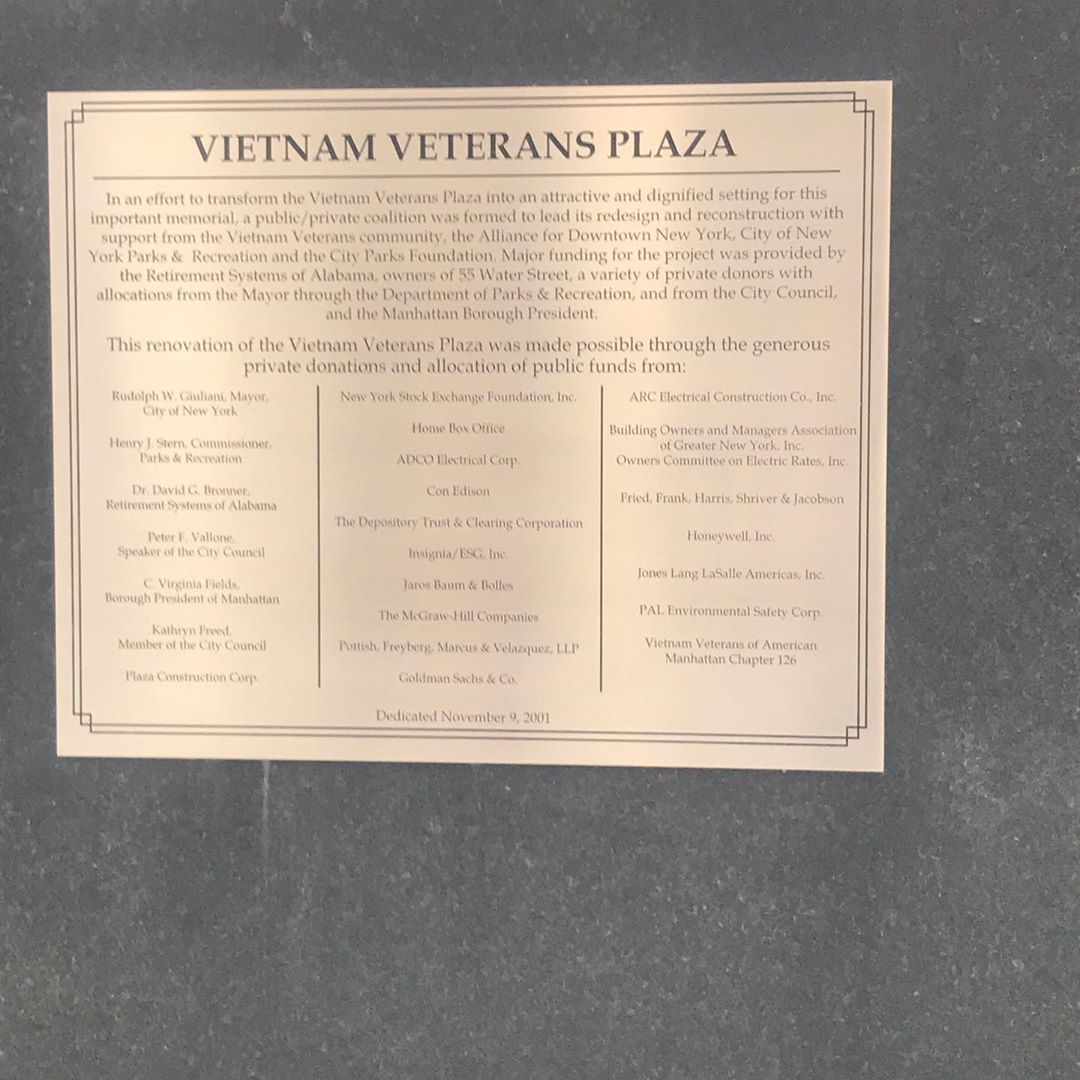 VIETNAM VETERANS PLAZA
In an effort to transform the Vietnam Veterans Plaza into an attractive and dignified setting for this
important memorial, a public/private coalition was formed to lead its redesign and reconstruction with
support from the Vietnam Veterans community, the Alliance for Downtown New York, City of New
York Parks & Recreation and the City Parks Foundation. Major funding for the project was provided by
the Retirement Systems of Alabama, owners of 55 Water Street, a variety of private donors with
allocations from the Mayor through the Department of Parks & Recreation, and from the City Council,
and the Manhattan Borough President.
This renovation of the Vietnam Veterans Plaza was made possible through the generous
private donations and allocation of public funds from:
Rudolph W. Giuliani, Mayor,
City of New York
Henry J. Stern, Commissioner,
Parks & Recreation
Dr. David G. Bronner,
Retirement Systems of Alabama
Peter F. Vallone,
Speaker of the City Council
C. Virginia Fields,
Borough President of Manhattan
Kathryn Freed,
Member of the City Council
Plaza Construction Corp.
New York Stock Exchange Foundation, Inc.
Home Box Office
ADCO Electrical Corp.
Con Edison
The Depository Trust & Clearing Corporation
Insignia/ESG, Inc.
Jaros Baum & Bolles
The McGraw-Hill Companies
Pottish, Freyberg, Marcus & Velazquez, LLP
Goldman Sachs & Co.
ARC Electrical Construction Co., Inc.
Building Owners and Managers Association
of Greater New York, Inc.
Owners Committee on Electric Rates, Inc.
Fried, Frank, Harris, Shriver & Jacobson
Honeywell, Inc.
Jones Lang LaSalle Americas, Inc.
PAL Environmental Safety Corp.
Vietnam Veterans of American
Manhattan Chapter 126
Dedicated November 9, 2001